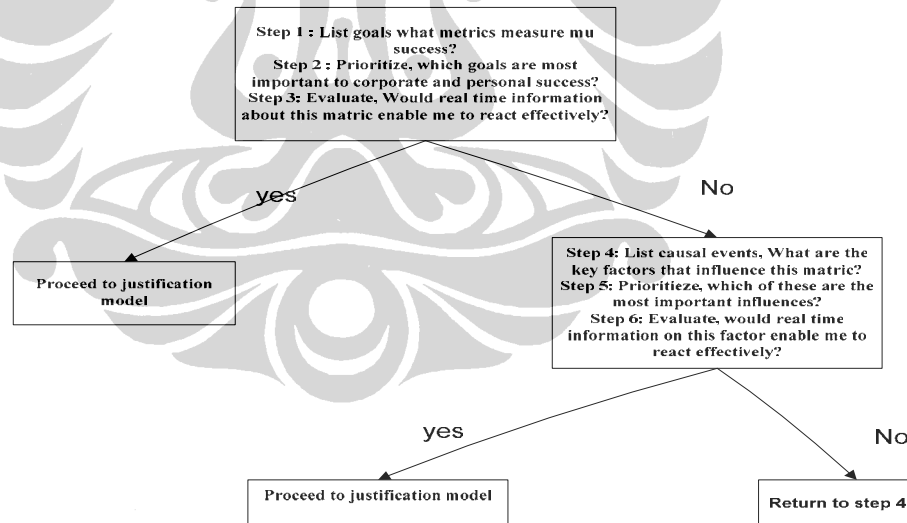 Step 1 : List goals what metrics measure mu
success?
Step 2 : Prioritize, which goals are most
important to corporate and personal success?
Step 3: Evaluate, Would real time information
about this matric enable me to react effectively?
yes
No
Proceed to justification
model
Step 4: List causal events, What are the
key factors that influence this matric?
Step 5: Prioritieze, which of these are the
most important influences?
Step 6: Evaluate, would real time
information on this factor enable me to
react effectively?
yes
No
Proceed to justification model
Return to step 4